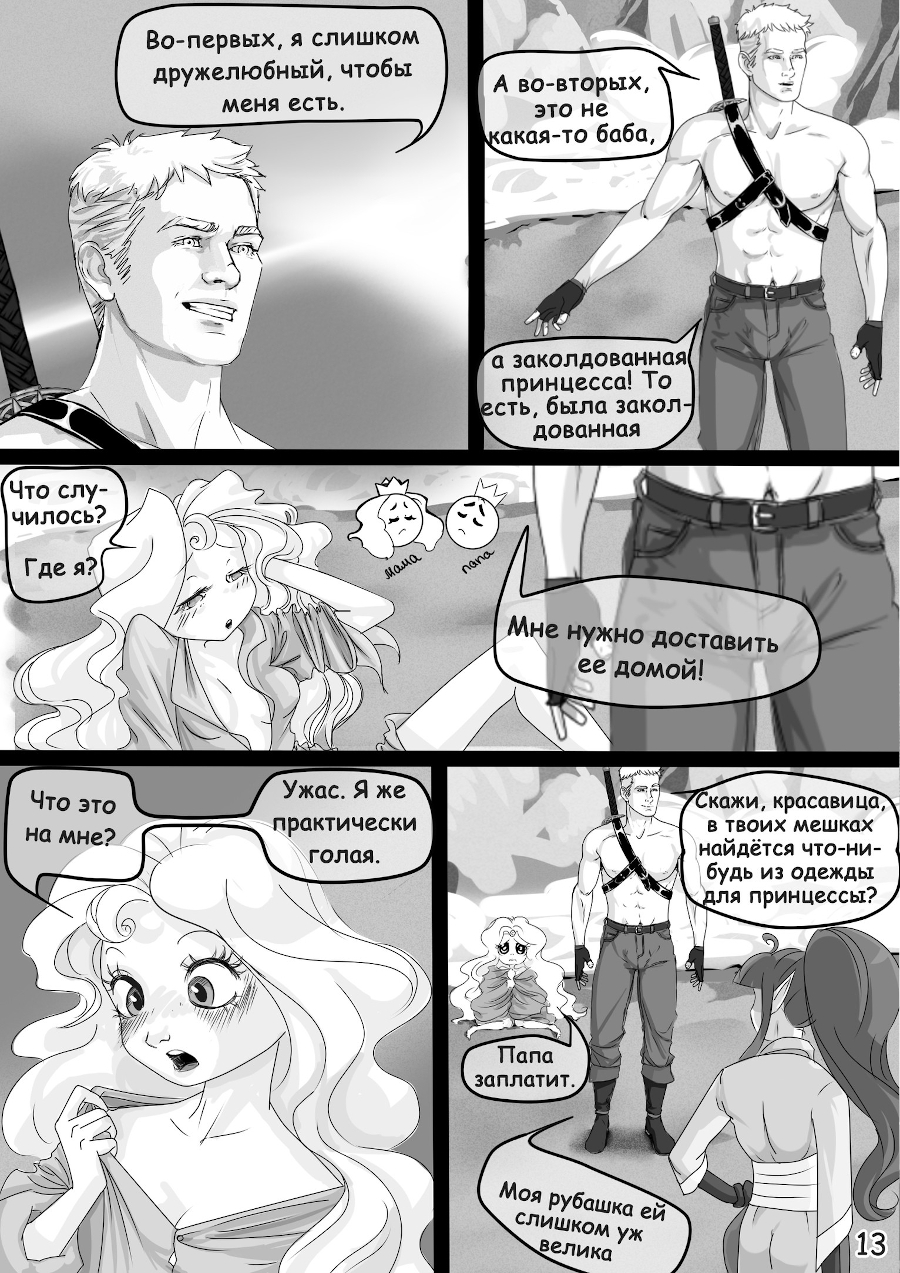 Во-первых, я слишком
дружелюбный, чтобы
меня есть.
А во-вторых,
это не
какая-то баба,
а заколдованная
принцесса! То
есть, была закол-
дованная
Что слу-
чилось?
Где я?
мама
папа
Мне нужно доставить
ее домой!
Что это
на мне?
Ужас. Я же
практически
голая.
Скажи, красавица,
в твоих мешках
найдётся что-ни-
будь из одежды
для принцессы?
Папа
заплатит.
Моя рубашка ей
слишком уж
велика
13